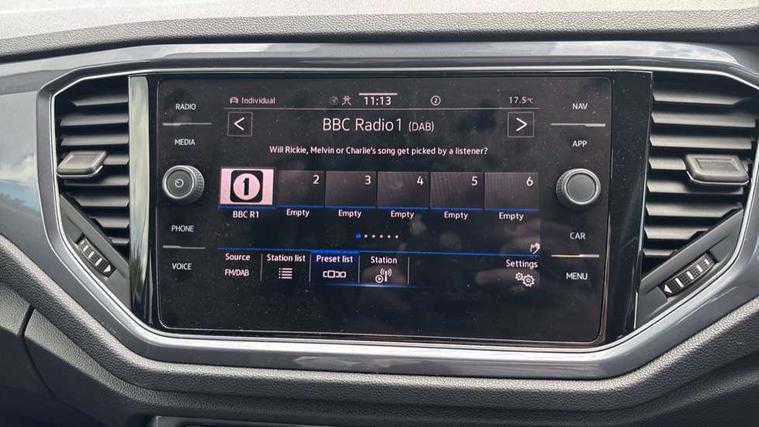 RADIO
MEDIA
PHONE
VOICE
Individual 11:13 2 17.5°C
< BBC Radio1 (DAB) >
Will Rickie, Melvin or Charlie's song get picked by a listener?
1 2 3 4 5 6
BBC R1 Empty Empty Empty Empty Empty
Source Station list Preset list Station Settings
FM/DAB
NAV
APP
CAR
MENU